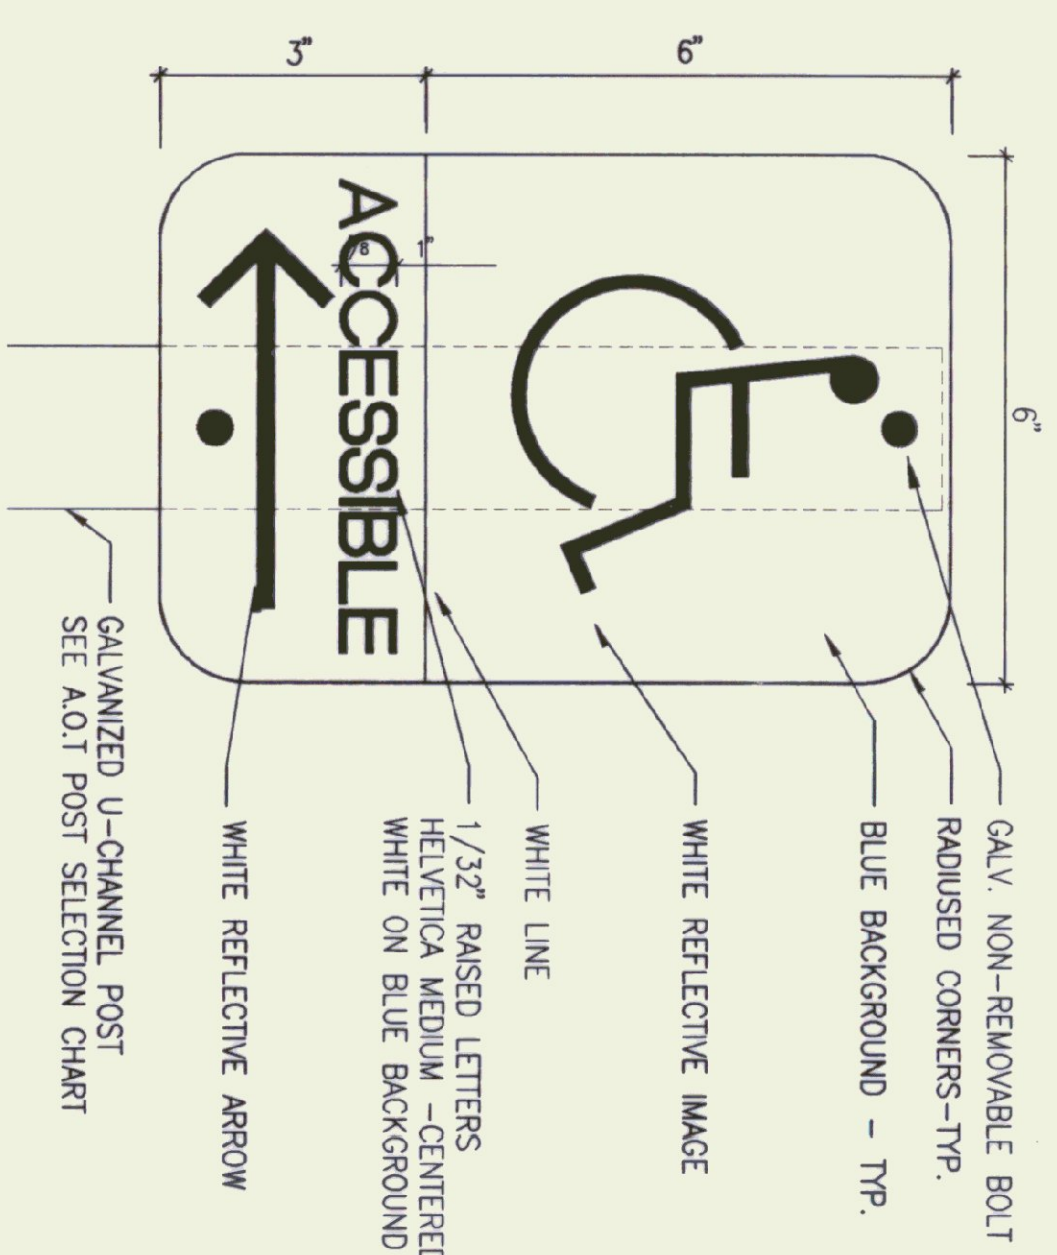 6"
GALV. NON-REMOVABLE BOLT
RADIUSED CORNERS-TYP.
BLUE BACKGROUND - TYP.
6"
WHITE REFLECTIVE IMAGE
WHITE LINE
1"
ACCESSIBLE
1/32" RAISED LETTERS
HELVETICA MEDIUM -CENTERED
WHITE ON BLUE BACKGROUND
3"
WHITE REFLECTIVE ARROW
GALVANIZED U-CHANNEL POST
SEE A.O.T POST SELECTION CHART